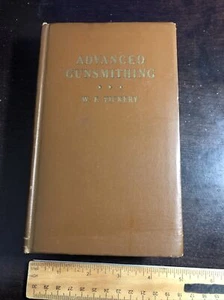 ADVANCED
GUNSMITHING
W. F. VICKERY